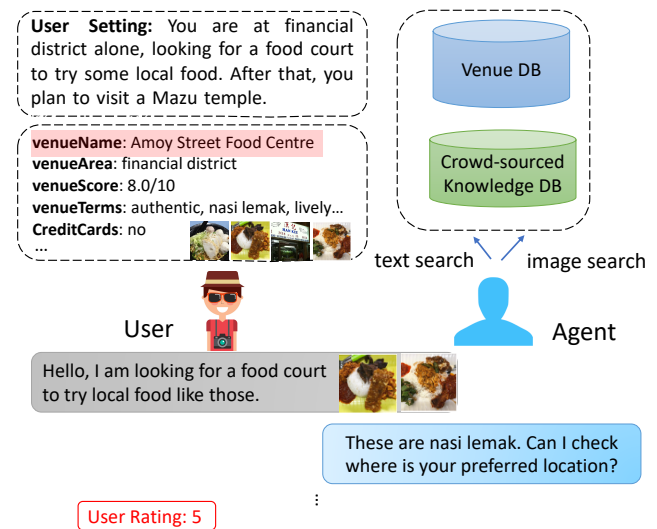 User Setting: You are at financial
district alone, looking for a food court
to try some local food. After that, you
plan to visit a Mazu temple.
venueName: Amoy Street Food Centre
venueArea: financial district
venueScore: 8.0/10
venueTerms: authentic, nasi lemak, lively…
CreditCards: no
...
Venue DB
Crowd-sourced
Knowledge DB
text search
image search
User
Agent
Hello, I am looking for a food court
to try local food like those.
These are nasi lemak. Can I check
where is your preferred location?
...
User Rating: 5